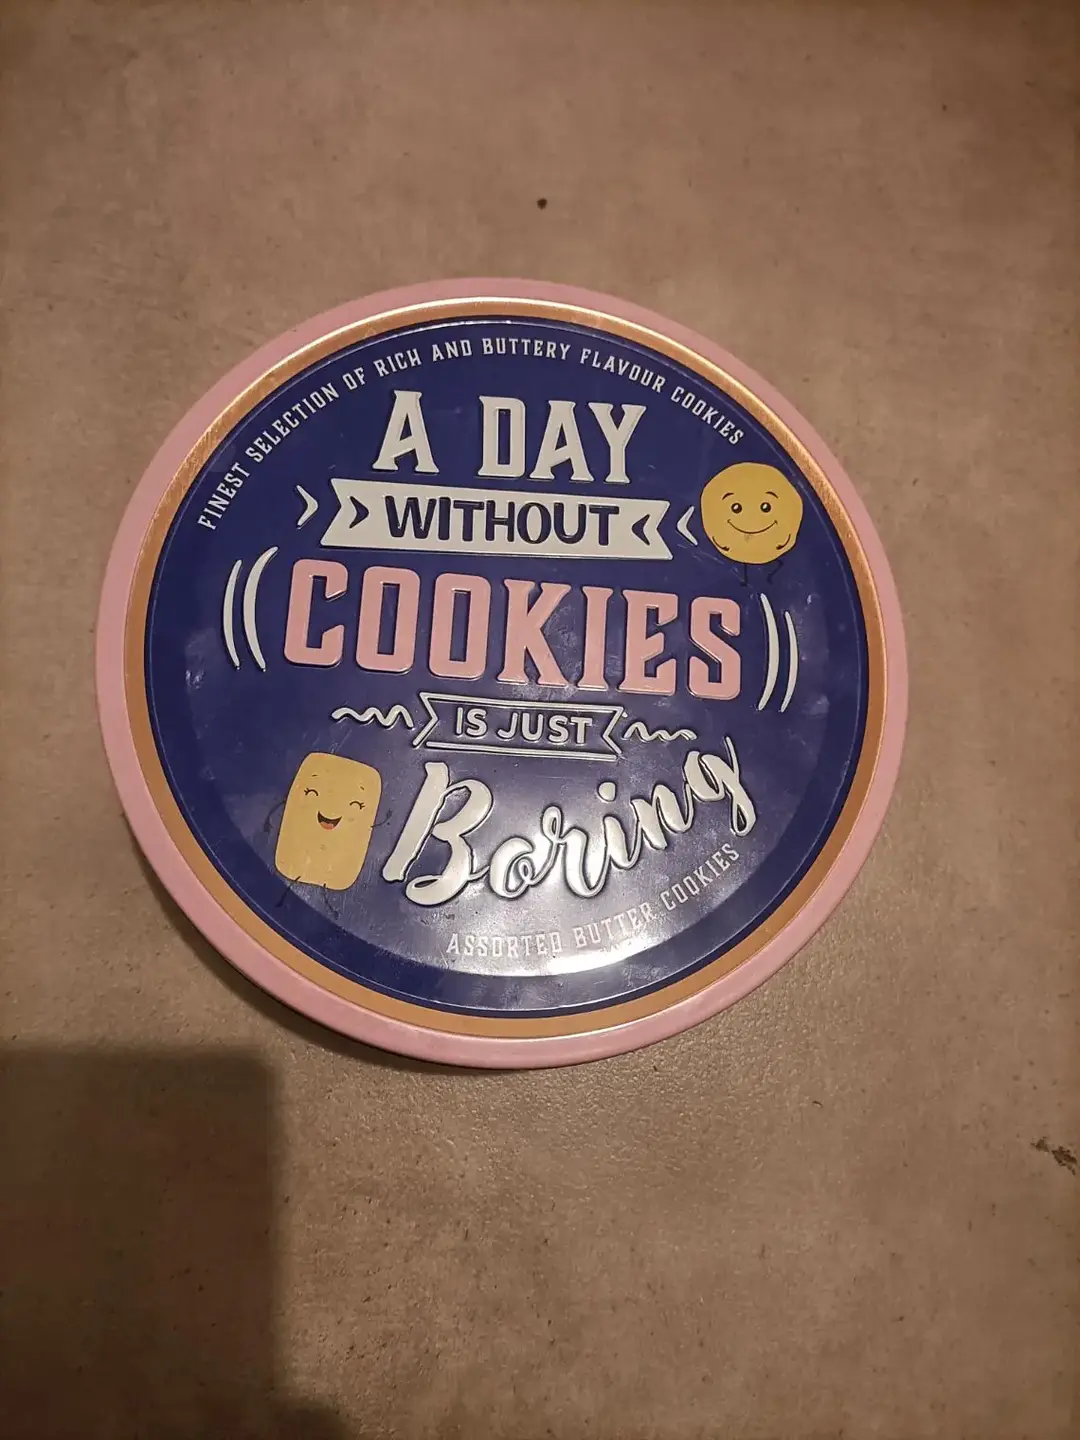 FINEST SELECTION OF RICH AND BUTTERY FLAVOUR COOKIES
A DAY
WITHOUT
COOKIES
IS JUST
Boring
ASSORTED BUTTER COOKIES